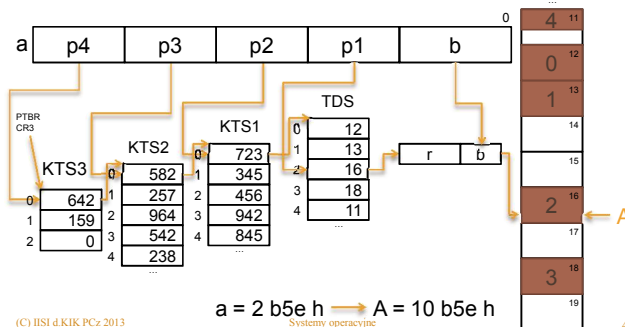 ...
0
a p4 p3 p2 p1 b
PTBR
CR3
KTS3
0 642
1 159
2 0
KTS2
0 582
1 257
2 964
3 542
4 238
...
KTS1
0 723
1 345
2 456
3 942
4 845
...
TDS
0 12
1 13
2 16
3 18
4 11
...
r b
4 11
0 12
1 13
14
15
2 16
A
17
3 18
19
a = 2 b5e h A = 10 b5e h
(C) IISI d.KIK PCz 2013
Systemy operacyjne